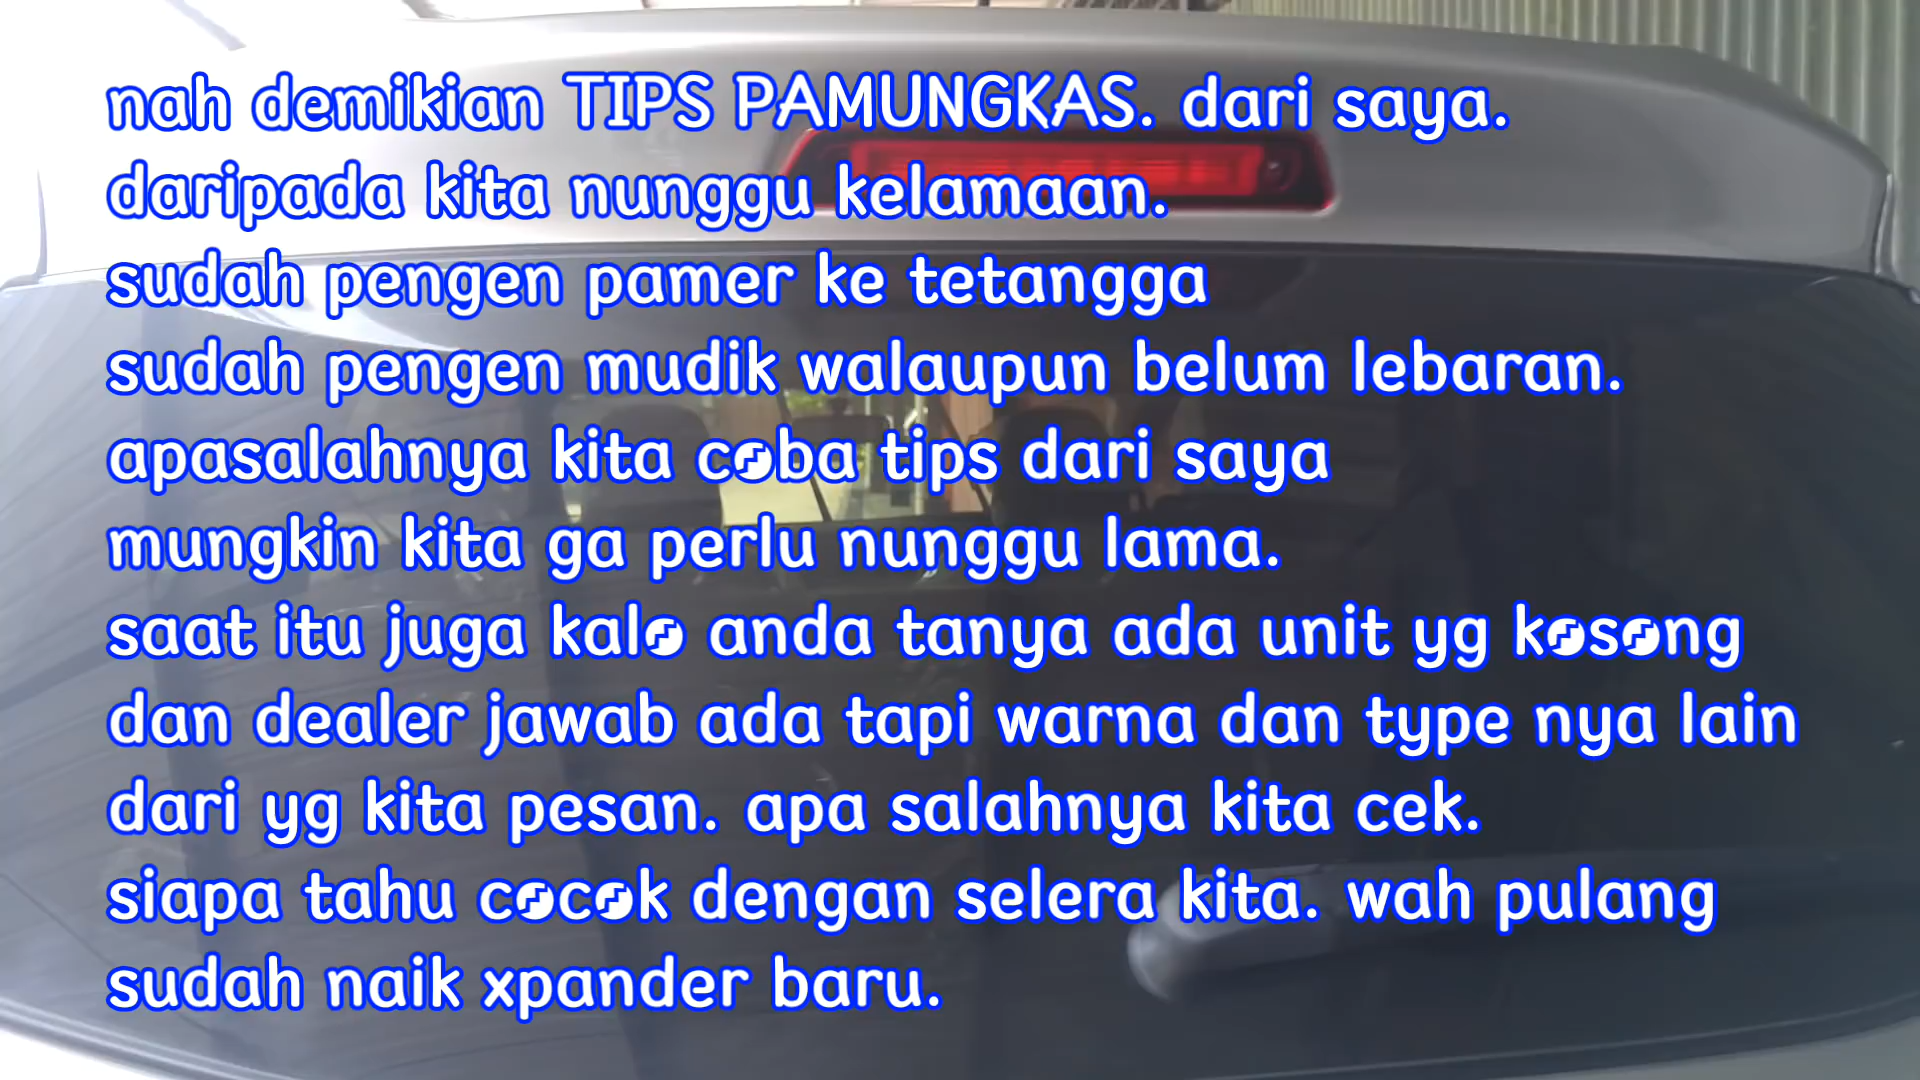 nah demikian TIPS PAMUNGKAS. dari saya.
daripada kita nunggu kelamaan.
sudah pengen pamer ke tetangga
sudah pengen mudik walaupun belum lebaran.
apasalahnya kita coba tips dari saya
mungkin kita ga perlu nunggu lama.
saat itu juga kalo anda tanya ada unit yg kosong
dan dealer jawab ada tapi warna dan type nya lain
dari yg kita pesan. apa salahnya kita cek.
siapa tahu cocok dengan selera kita. wah pulang
sudah naik xpander baru.